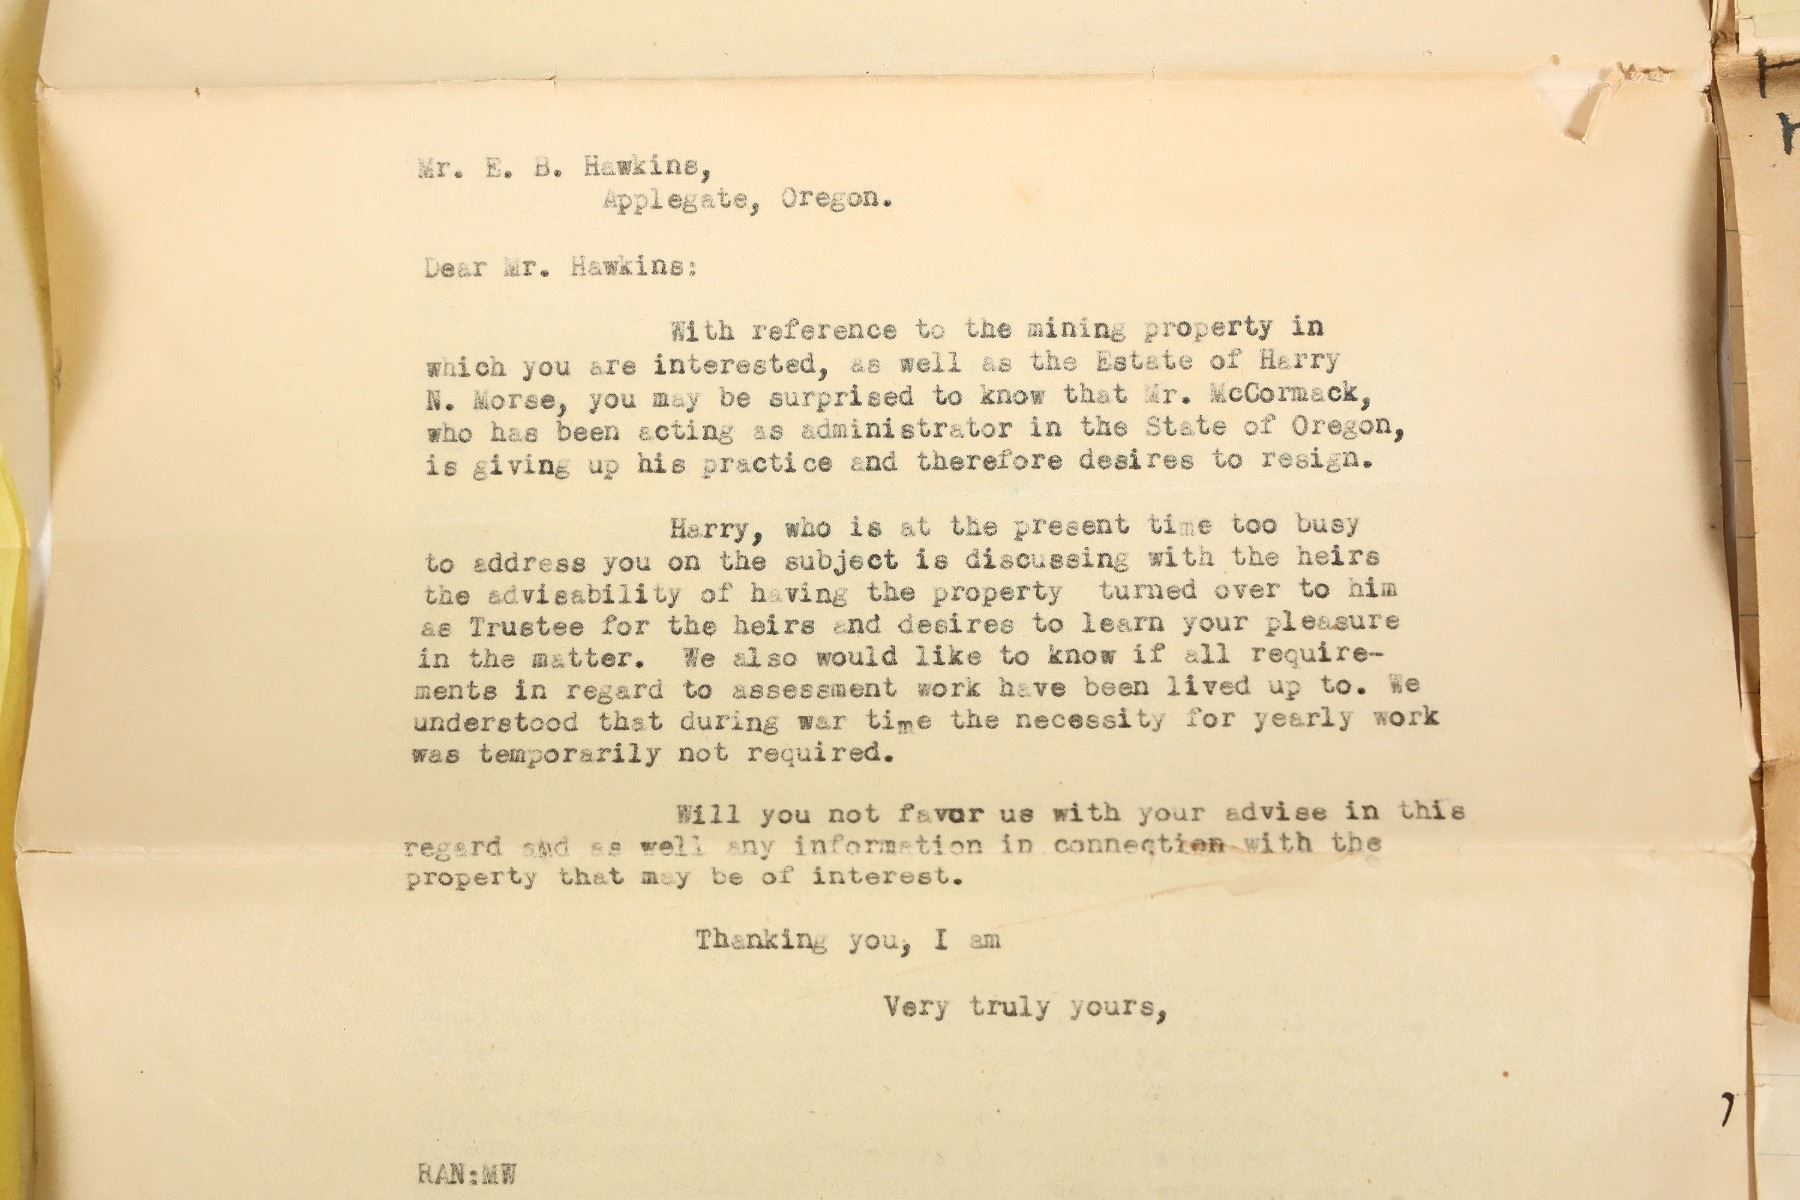 Mr. E. B. Hawkins,
Applegate, Oregon.
Dear Mr. Hawkins:
With reference to the mining property in
which you are interested, as well as the Estate of Harry
N. Morse, you may be surprised to know that Mr. McCormack,
who has been acting as administrator in the State of Oregon,
is giving up his practice and therefore desires to resign.
Harry, who is at the present time too busy
to address you on the subject is discussing with the heirs
the advisability of having the property turned over to him
as Trustee for the heirs and desires to learn your pleasure
in the matter. We also would like to know if all require-
ments in regard to assessment work have been lived up to. We
understood that during war time the necessity for yearly work
was temporarily not required.
Will you not favor us with your advise in this
regard and as well any information in connection with the
property that may be of interest.
Thanking you, I am
Very truly yours,
RAN:MW